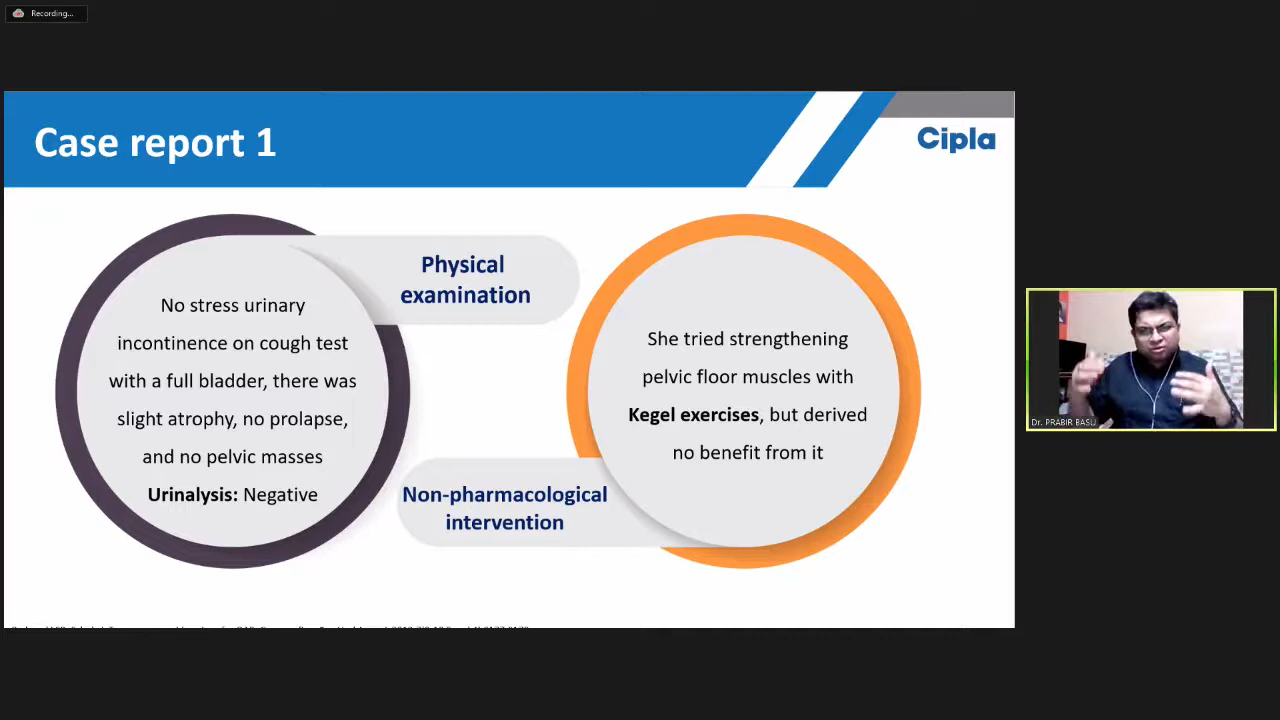 Recording...
Case report 1
Cipla
Physical
examination
No stress urinary
incontinence on cough test
with a full bladder, there was
slight atrophy, no prolapse,
and no pelvic masses
Urinalysis: Negative
She tried strengthening
pelvic floor muscles with
Kegel exercises, but derived
no benefit from it
Non-pharmacological
intervention
Dr. PRABIR BASU